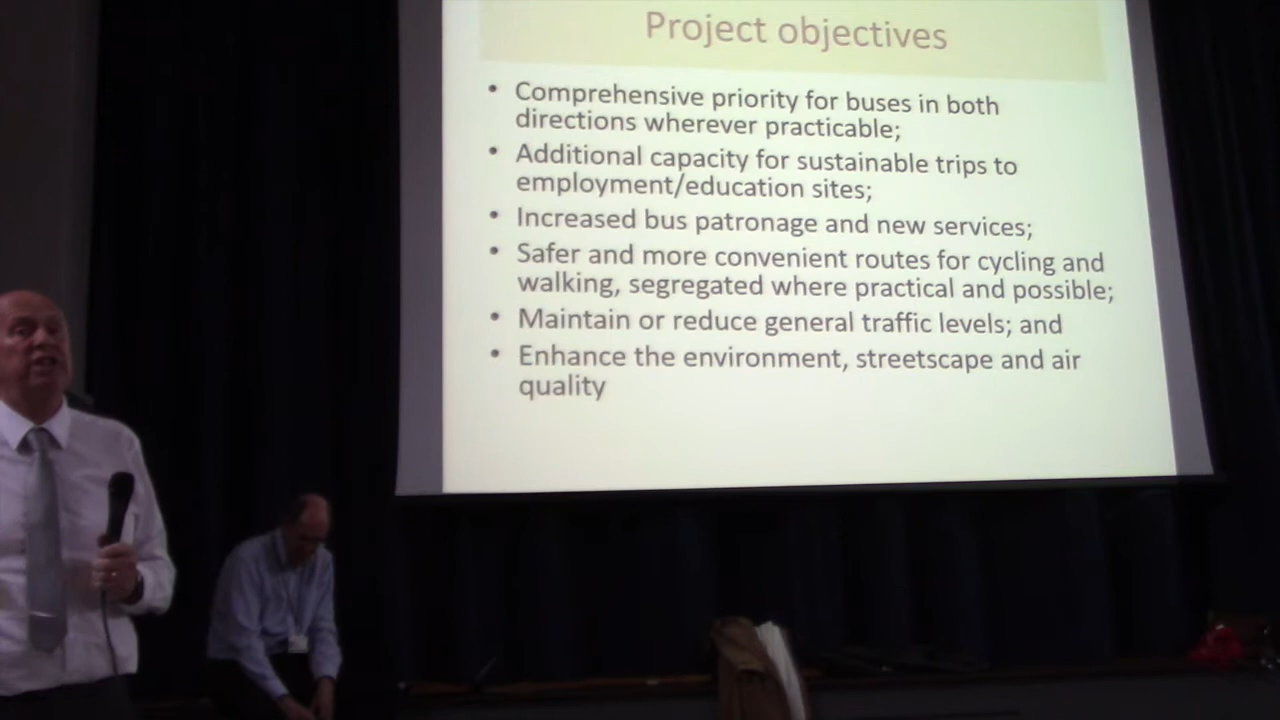 Project objectives
• Comprehensive priority for buses in both
directions wherever practicable;
• Additional capacity for sustainable trips to
employment/education sites;
• Increased bus patronage and new services;
• Safer and more convenient routes for cycling and
walking, segregated where practical and possible;
• Maintain or reduce general traffic levels; and
• Enhance the environment, streetscape and air
quality